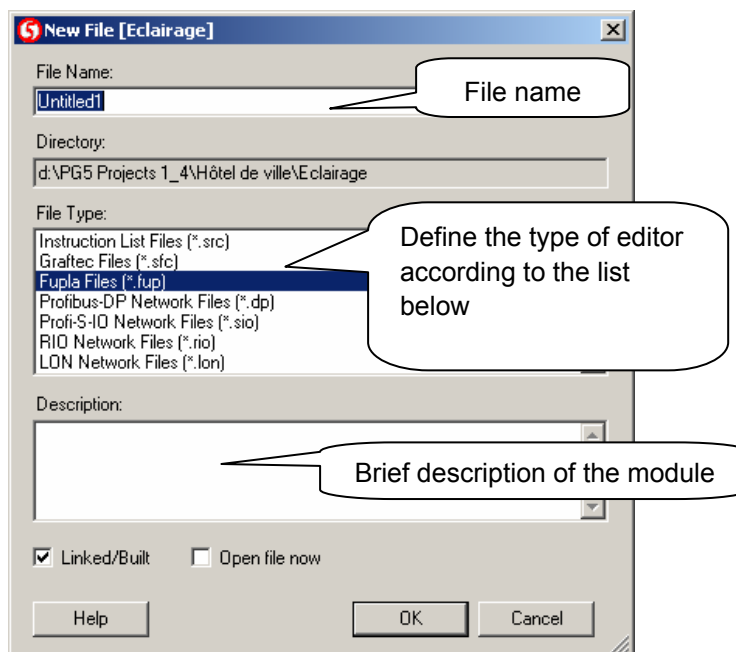 New File [Eclairage]
File Name:
Untitled1
File name
Directory:
d:\PG5 Projects 1_4\Hôtel de ville\Eclairage
File Type:
Instruction List Files (*.src)
Graftec Files (*.sfc)
Fupla Files (*.fup)
Profibus-DP Network Files (*.dp)
Profi-S-IO Network Files (*.sio)
RIO Network Files (*.rio)
LON Network Files (*.lon)
Define the type of editor
according to the list
below
Description:
Brief description of the module
Linked/Built
Open file now
Help
OK
Cancel